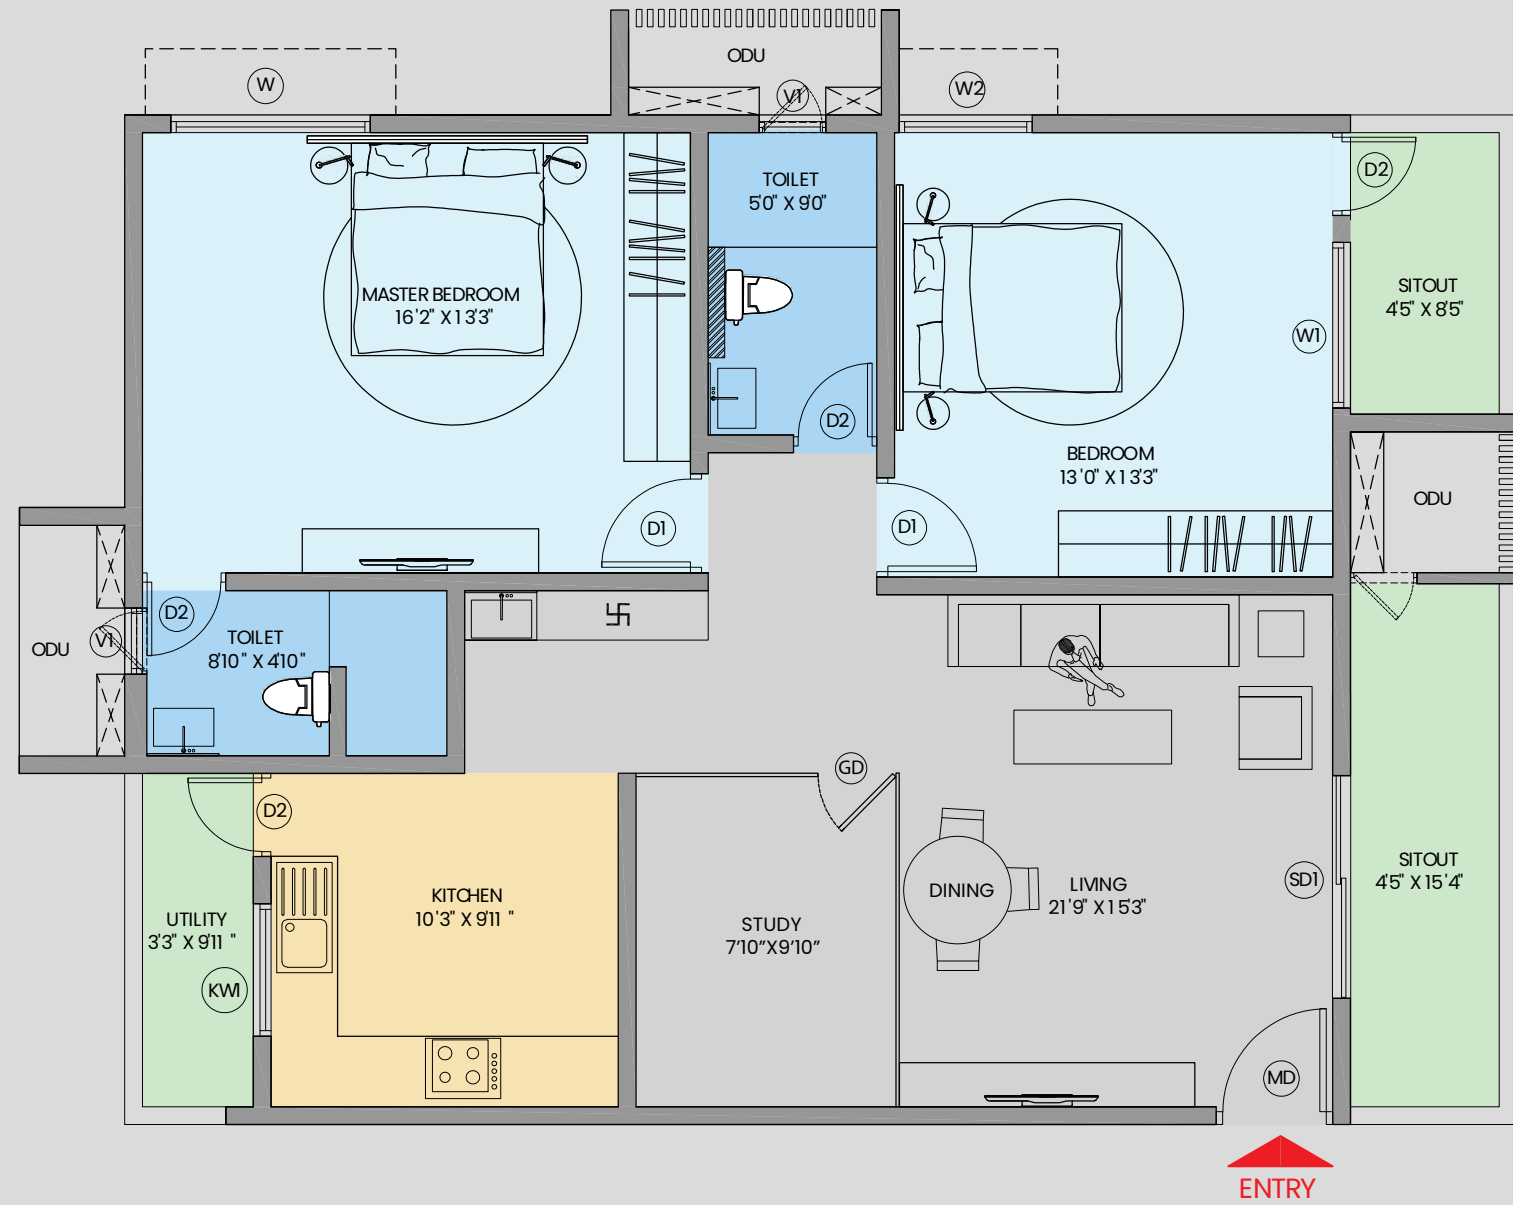 ODU
W
V1
W2
TOILET
5'0" X 9'0"
D2
MASTER BEDROOM
16'2" X 13'3"
SITOUT
4'5" X 8'5"
W1
D2
BEDROOM
13'0" X 13'3"
ODU
D1
D1
D2
卐
TOILET
8'10" X 4'10"
ODU
V1
GD
D2
SITOUT
4'5" X 15'4"
SD1
DINING
LIVING
21'9" X 15'3"
KITCHEN
10'3" X 9'11"
UTILITY
3'3" X 9'11"
STUDY
7'10"X9'10"
KW1
MD
ENTRY